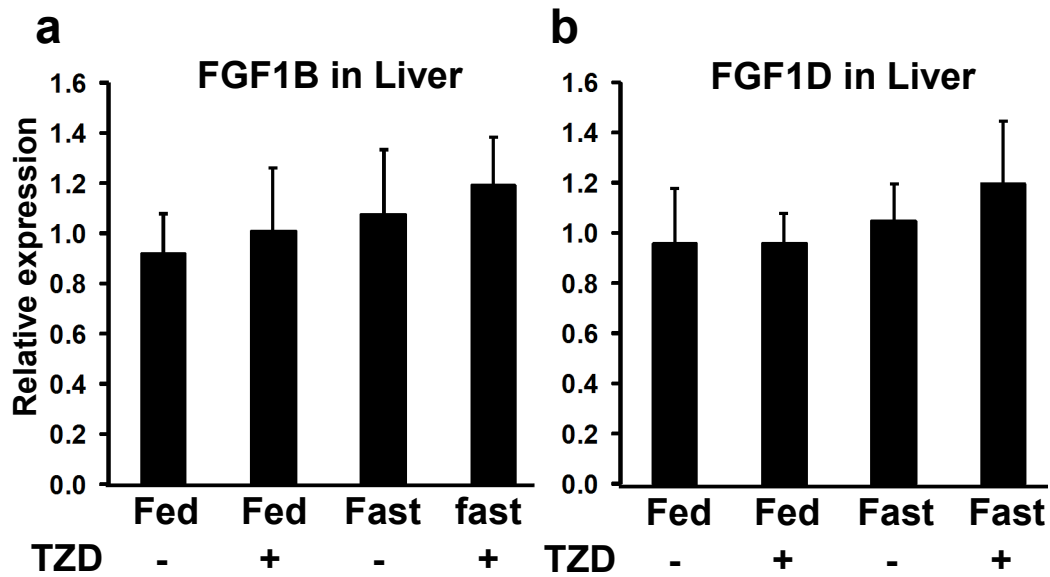 a
FGF1B in Liver
Relative expression
1.6
1.4
1.2
1.0
0.8
0.6
0.4
0.2
0.0
Fed Fed Fast fast
TZD - + - +
b
FGF1D in Liver
1.6
1.4
1.2
1.0
0.8
0.6
0.4
0.2
0.0
Fed Fed Fast Fast
TZD - + - +